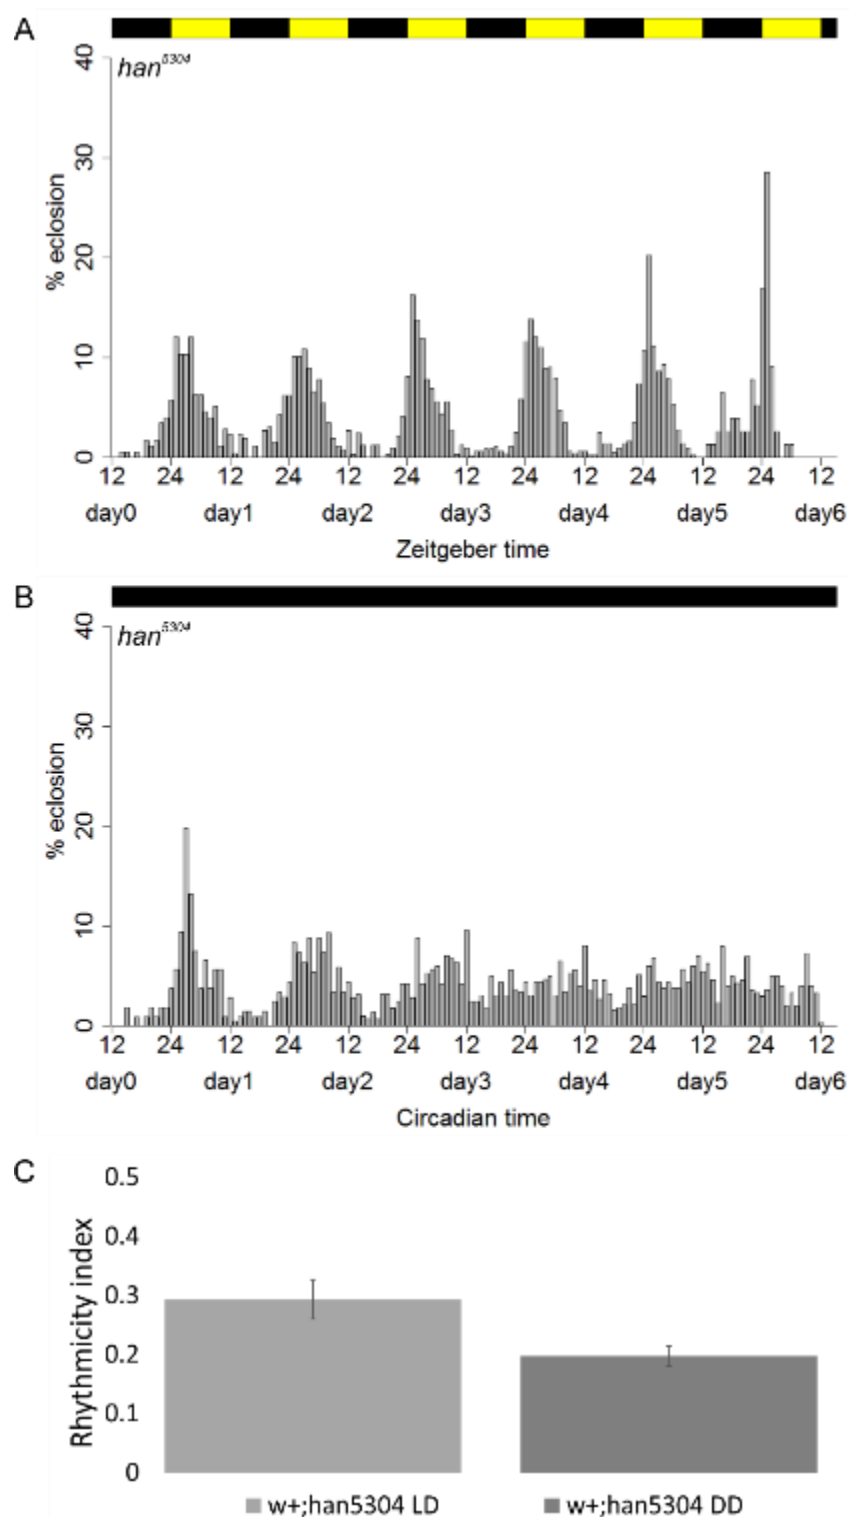 A
han5304
40
30
20
10
0
% eclosion
12 24 12 24 12 24 12 24 12 24 12 24 12
day0 day1 day2 day3 day4 day5 day6
Zeitgeber time
B
han5304
40
30
20
10
0
% eclosion
12 24 12 24 12 24 12 24 12 24 12 24 12
day0 day1 day2 day3 day4 day5 day6
Circadian time
C
0.5
0.4
0.3
0.2
0.1
0
Rhythmicity index
w+;han5304 LD w+;han5304 DD